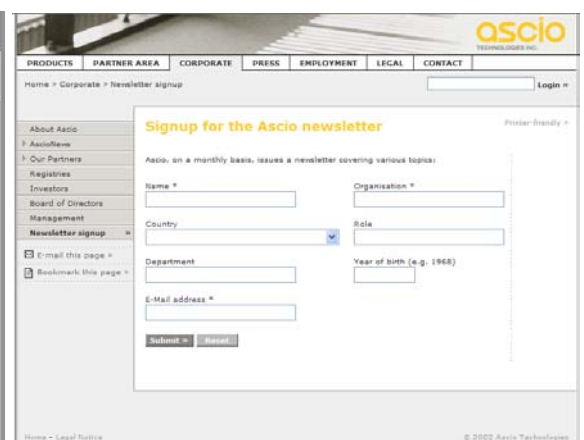 ascio
TECHNOLOGIES INC.
PRODUCTS PARTNER AREA CORPORATE PRESS EMPLOYMENT LEGAL CONTACT
Home > Corporate > Newsletter signup
Login »
About Ascio
AscioNews
Our Partners
Registries
Investors
Board of Directors
Management
Newsletter signup »
E-mail this page »
Bookmark this page »
Signup for the Ascio newsletter
Printer-friendly »
Ascio, on a monthly basis, issues a newsletter covering various topics:
Name * Organisation *
Country Role
Department Year of birth (e.g. 1968)
E-Mail address *
Submit » Reset
Home - Legal Notice © 2002 Ascio Technologies